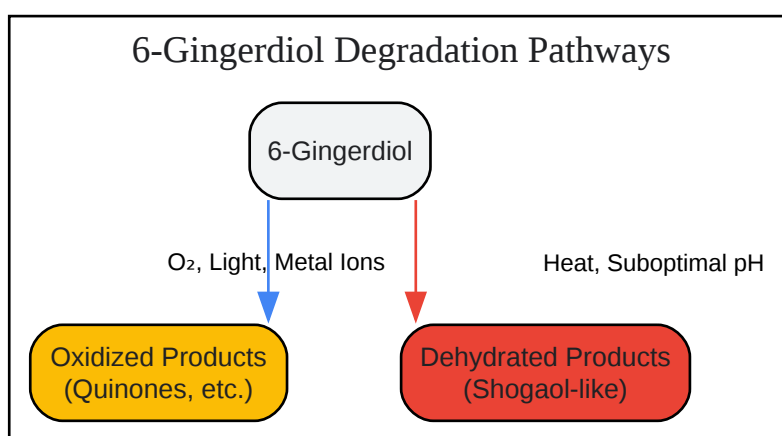 6-Gingerdiol Degradation Pathways
6-Gingerdiol
O₂, Light, Metal Ions
Heat, Suboptimal pH
Oxidized Products
(Quinones, etc.)
Dehydrated Products
(Shogaol-like)